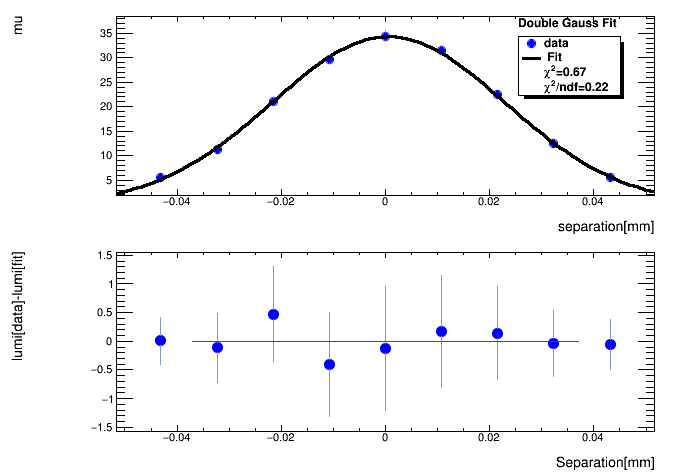 mu
Double Gauss Fit
data
Fit
χ²=0.67
χ²/ndf=0.22
35
30
25
20
15
10
5
−0.04 −0.02 0 0.02 0.04
separation[mm]
lumi[data]-lumi[fit]
1.5
1
0.5
0
−0.5
−1
−1.5
−0.04 −0.02 0 0.02 0.04
Separation[mm]